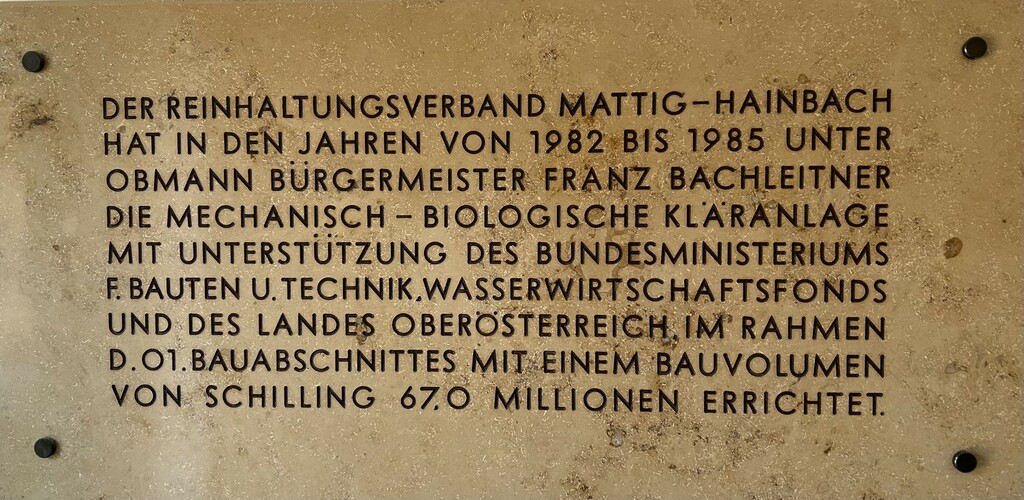 DER REINHALTUNGSVERBAND MATTIG–HAINBACH
HAT IN DEN JAHREN VON 1982 BIS 1985 UNTER
OBMANN BÜRGERMEISTER FRANZ BACHLEITNER
DIE MECHANISCH – BIOLOGISCHE KLÄRANLAGE
MIT UNTERSTÜTZUNG DES BUNDESMINISTERIUMS
F. BAUTEN U. TECHNIK, WASSERWIRTSCHAFTSFONDS
UND DES LANDES OBERÖSTERREICH, IM RAHMEN
D. 01. BAUABSCHNITTES MIT EINEM BAUVOLUMEN
VON SCHILLING 67,0 MILLIONEN ERRICHTET.